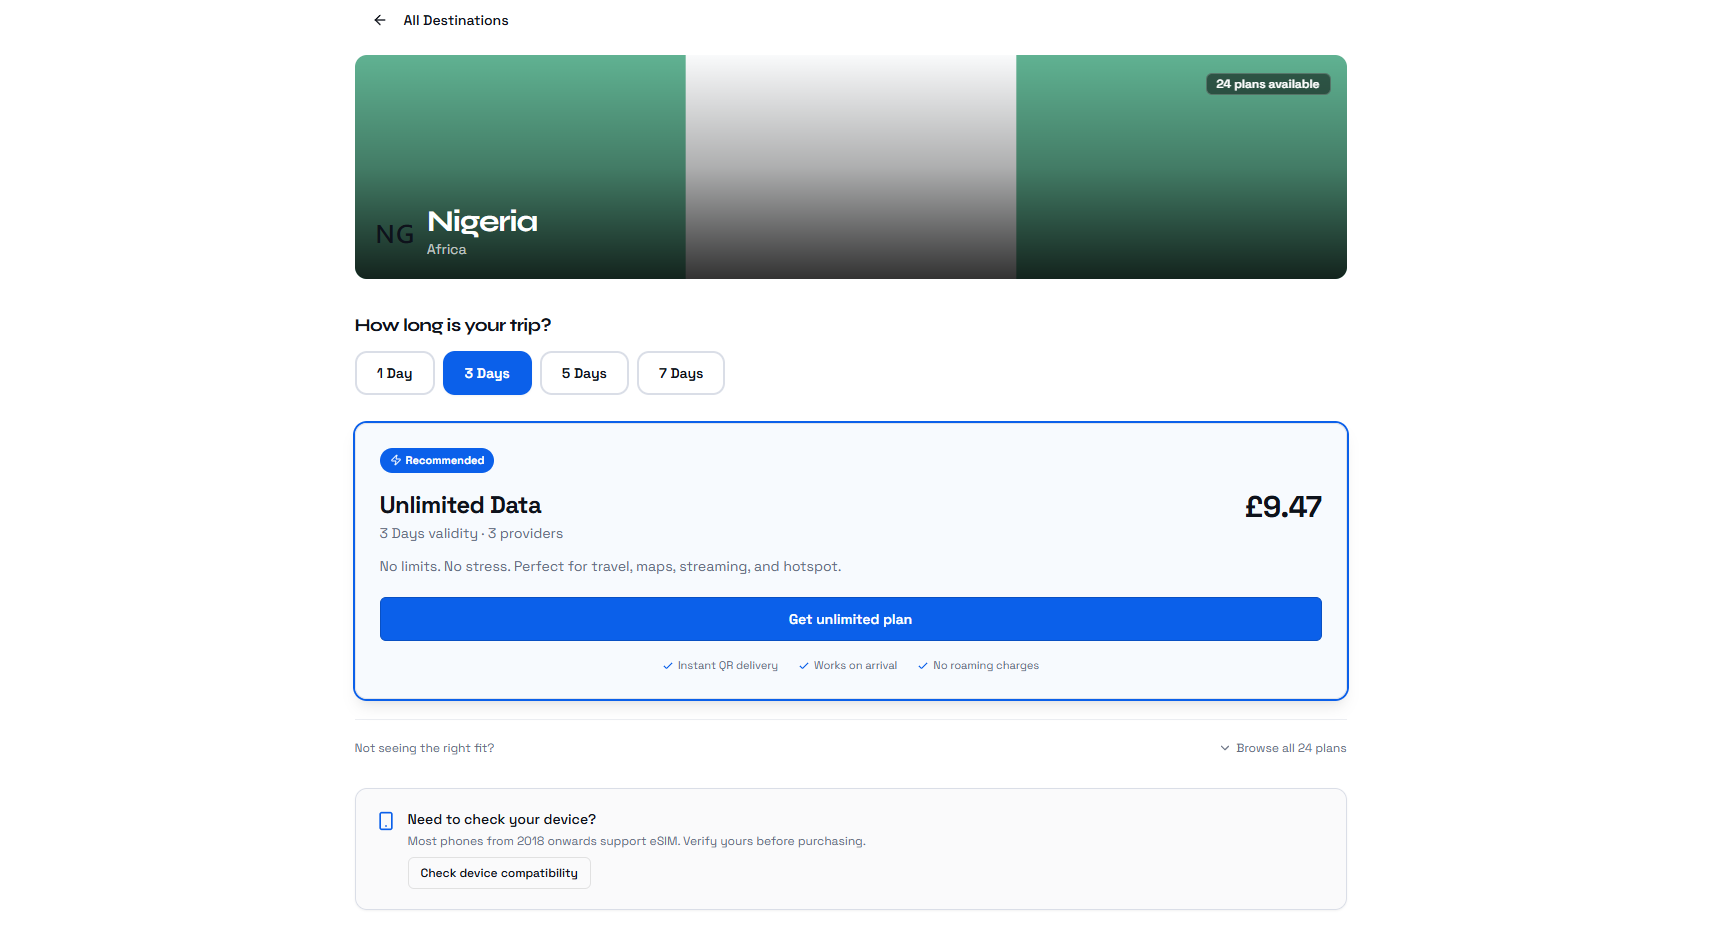 All Destinations
24 plans available
NG
Nigeria
Africa
How long is your trip?
1 Day
3 Days
5 Days
7 Days
Recommended
Unlimited Data
£9.47
3 Days validity · 3 providers
No limits. No stress. Perfect for travel, maps, streaming, and hotspot.
Get unlimited plan
Instant QR delivery
Works on arrival
No roaming charges
Not seeing the right fit?
Browse all 24 plans
Need to check your device?
Most phones from 2018 onwards support eSIM. Verify yours before purchasing.
Check device compatibility